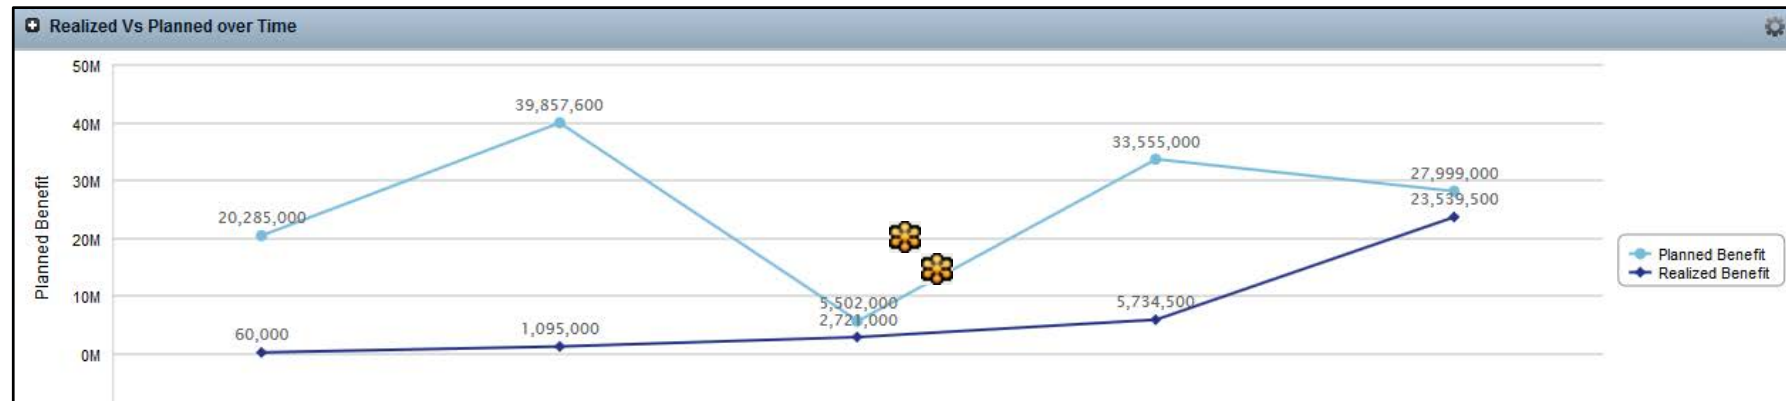 Realized Vs Planned over Time
50M
40M
30M
20M
10M
0M
Planned Benefit
20,285,000
39,857,600
5,502,000
33,555,000
27,999,000
60,000
1,095,000
2,721,000
5,734,500
23,539,500
Planned Benefit
Realized Benefit